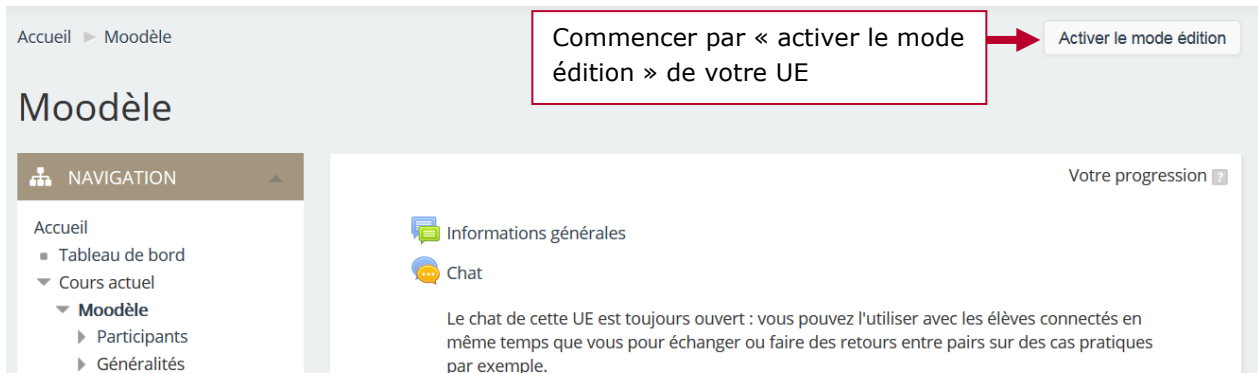 Accueil ► Moodèle
Commencer par « activer le mode
édition » de votre UE
Activer le mode édition
Moodèle
NAVIGATION
Votre progression ?
Accueil
Tableau de bord
Cours actuel
Moodèle
Participants
Généralités
Informations générales
Chat
Le chat de cette UE est toujours ouvert : vous pouvez l'utiliser avec les élèves connectés en
même temps que vous pour échanger ou faire des retours entre pairs sur des cas pratiques
par exemple.